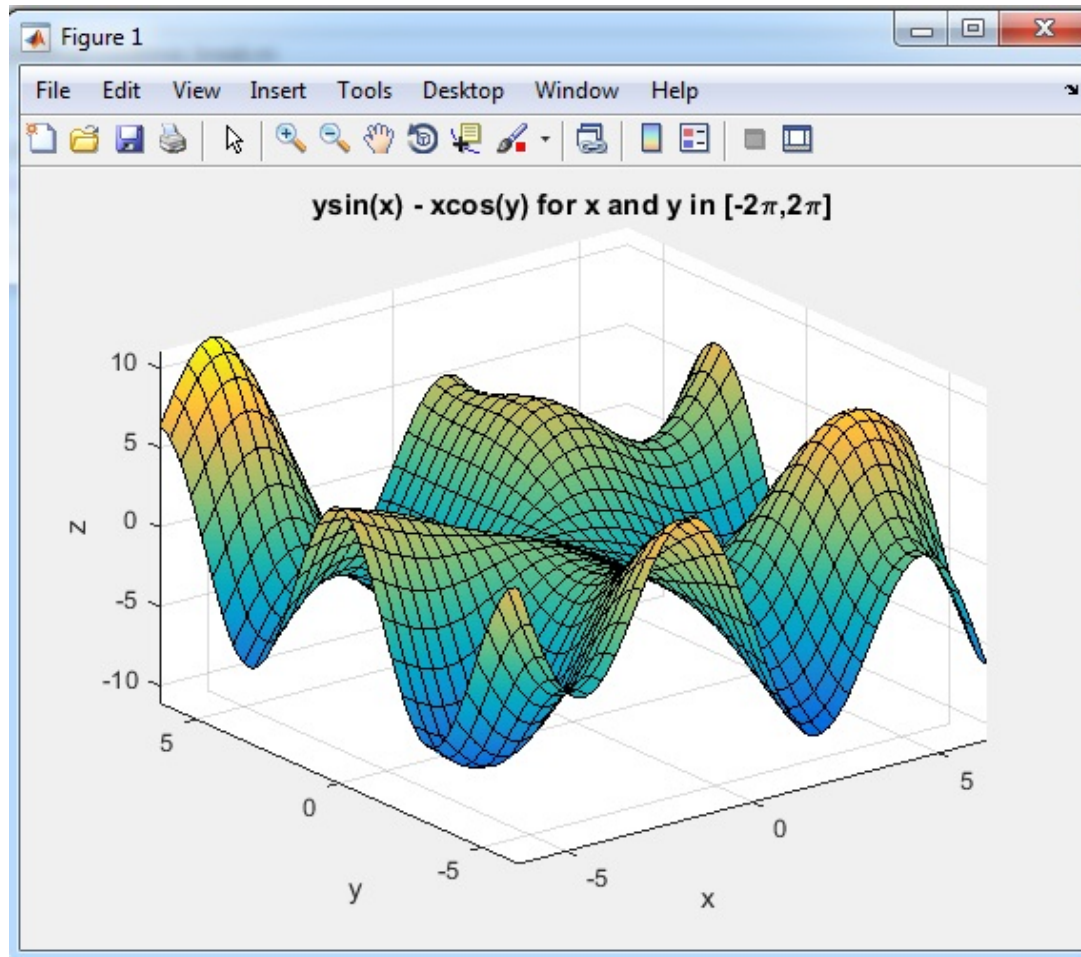 Figure 1
File Edit View Insert Tools Desktop Window Help
ysin(x) - xcos(y) for x and y in [-2π,2π]
10
5
0
-5
-10
z
5
0
-5
y
-5
0
5
x